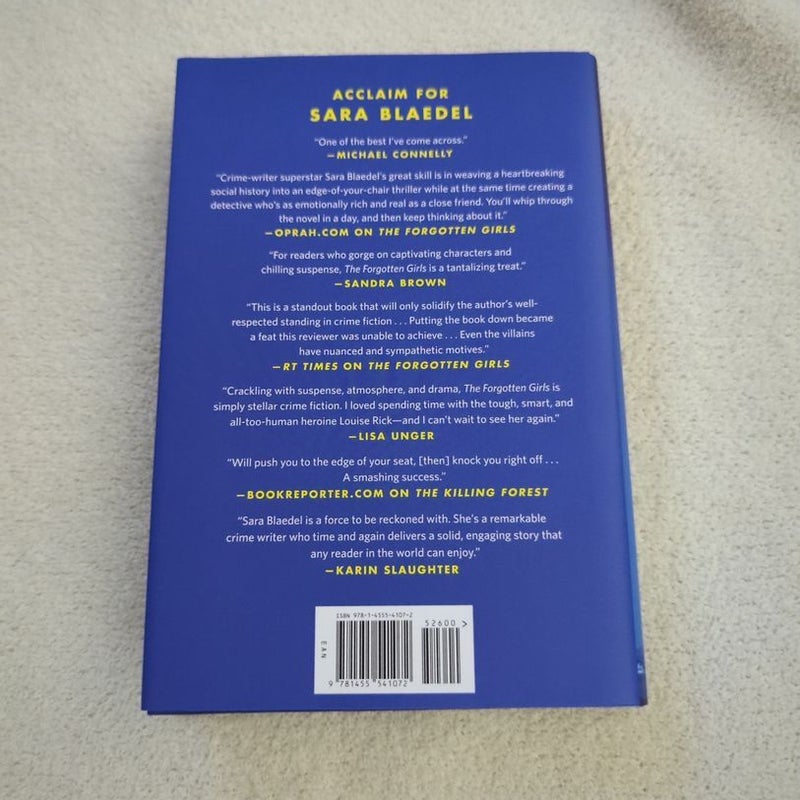 ACCLAIM FOR
SARA BLAEDEL
“One of the best I’ve come across.”
—MICHAEL CONNELLY
“Crime-writer superstar Sara Blaedel’s great skill is in weaving a heartbreaking
social history into an edge-of-your-chair thriller while at the same time creating a
detective who’s as emotionally rich and real as a close friend. You’ll whip through
the novel in a day, and then keep thinking about it.”
—OPRAH.COM ON THE FORGOTTEN GIRLS
“For readers who gorge on captivating characters and
chilling suspense, The Forgotten Girls is a tantalizing treat.”
—SANDRA BROWN
“This is a standout book that will only solidify the author’s well-
respected standing in crime fiction . . . Putting the book down became
a feat this reviewer was unable to achieve . . . Even the villains
have nuanced and sympathetic motives.”
—RT TIMES ON THE FORGOTTEN GIRLS
“Crackling with suspense, atmosphere, and drama, The Forgotten Girls is
simply stellar crime fiction. I loved spending time with the tough, smart, and
all-too-human heroine Louise Rick—and I can’t wait to see her again.”
—LISA UNGER
“Will push you to the edge of your seat, [then] knock you right off . . .
A smashing success.”
—BOOKREPORTER.COM ON THE KILLING FOREST
“Sara Blaedel is a force to be reckoned with. She’s a remarkable
crime writer who time and again delivers a solid, engaging story that
any reader in the world can enjoy.”
—KARIN SLAUGHTER
ISBN 978-1-4555-4107-2
52600 >
EAN
9 781455 541072